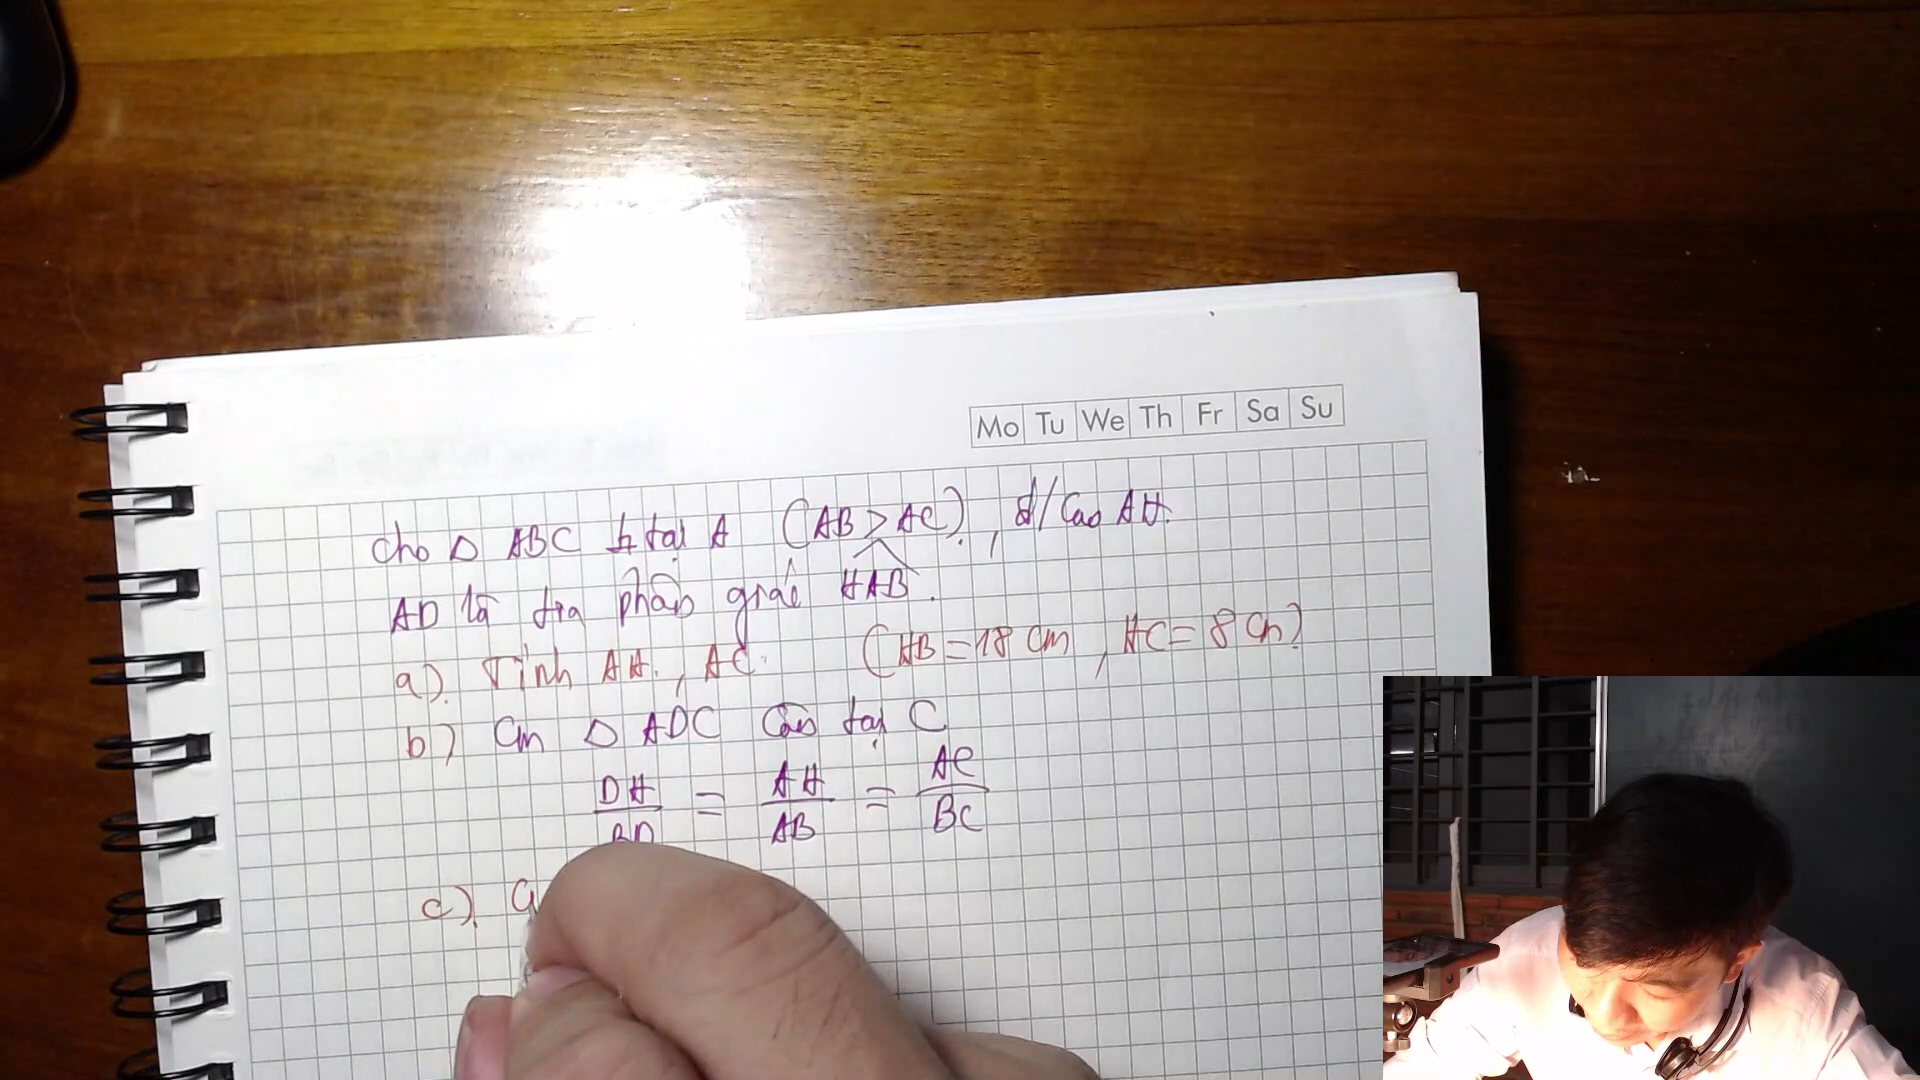 Mo Tu We Th Fr Sa Su
Cho Δ ABC ⊥ tại A (AB > AC), đ/cao AH.
AD là tia phân giác HAB.
a). Tính AH, AC. (HB = 18 cm, HC = 8 cm)
b) Cm Δ ADC cân tại C
DH/BD = AH/AB = AC/BC
c).